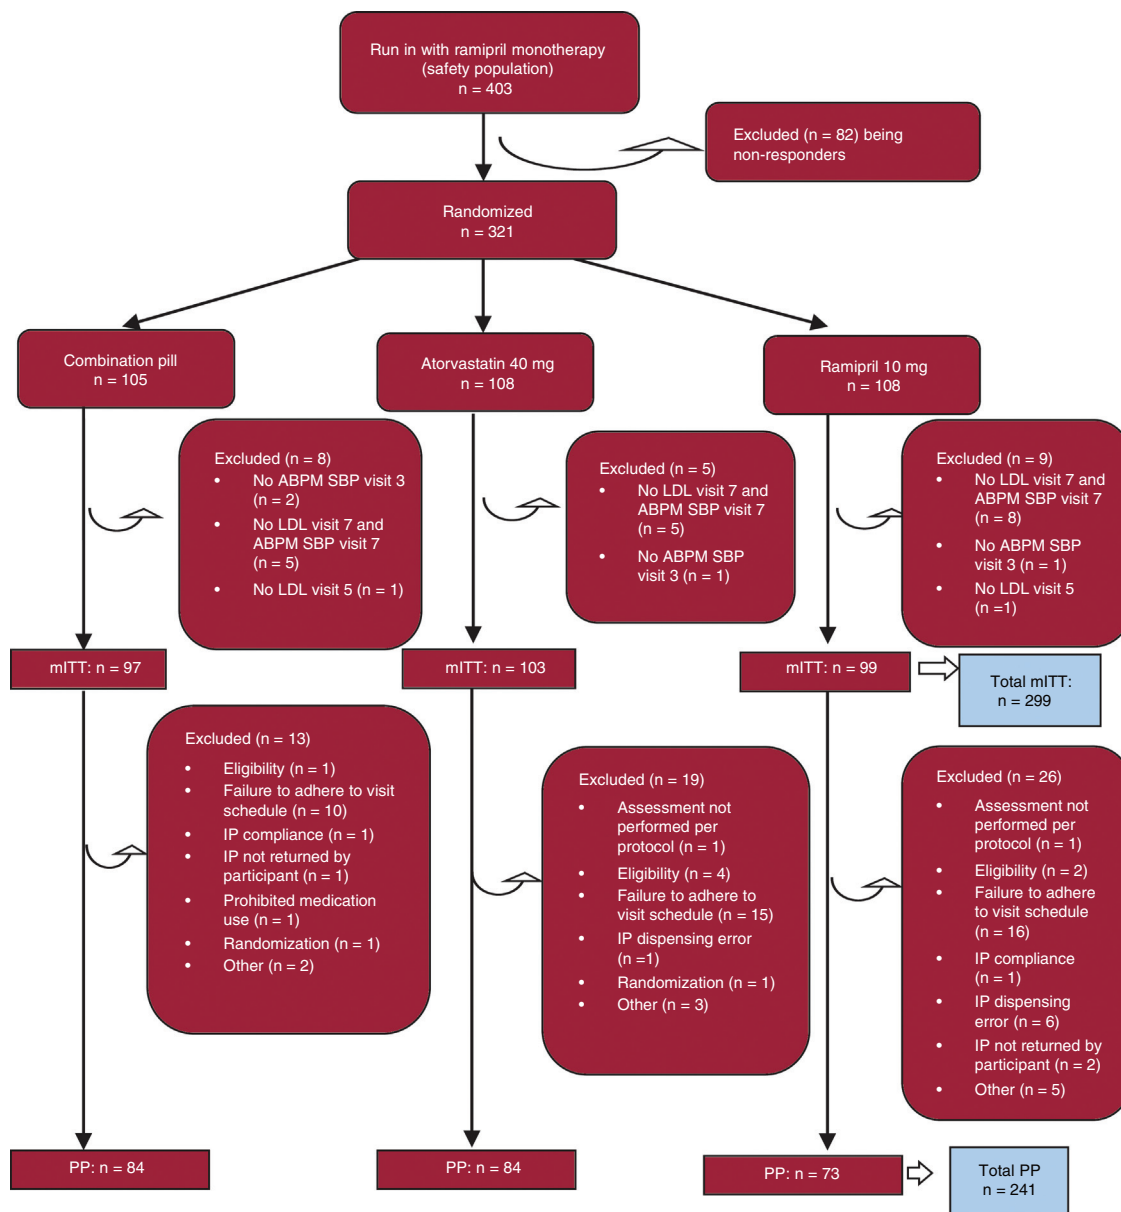 Run in with ramipril monotherapy
(safety population)
n = 403
Excluded (n = 82) being
non-responders
Randomized
n = 321
Combination pill
n = 105
Atorvastatin 40 mg
n = 108
Ramipril 10 mg
n = 108
Excluded (n = 8)
• No ABPM SBP visit 3
(n = 2)
• No LDL visit 7 and
ABPM SBP visit 7
(n = 5)
• No LDL visit 5 (n = 1)
Excluded (n = 5)
• No LDL visit 7 and
ABPM SBP visit 7
(n = 5)
• No ABPM SBP
visit 3 (n = 1)
Excluded (n = 9)
• No LDL visit 7 and
ABPM SBP visit 7
(n = 8)
• No ABPM SBP
visit 3 (n = 1)
• No LDL visit 5
(n =1)
mITT: n = 97
mITT: n = 103
mITT: n = 99
Total mITT:
n = 299
Excluded (n = 13)
• Eligibility (n = 1)
• Failure to adhere to visit
schedule (n = 10)
• IP compliance (n = 1)
• IP not returned by
participant (n = 1)
• Prohibited medication
use (n = 1)
• Randomization (n = 1)
• Other (n = 2)
Excluded (n = 19)
• Assessment not
performed per
protocol (n = 1)
• Eligibility (n = 4)
• Failure to adhere to
visit schedule (n = 15)
• IP dispensing error
(n =1)
• Randomization (n = 1)
• Other (n = 3)
Excluded (n = 26)
• Assessment not
performed per
protocol (n = 1)
• Eligibility (n = 2)
• Failure to adhere
to visit schedule
(n = 16)
• IP compliance
(n = 1)
• IP dispensing
error (n = 6)
• IP not returned by
participant (n = 2)
• Other (n = 5)
PP: n = 84
PP: n = 84
PP: n = 73
Total PP
n = 241